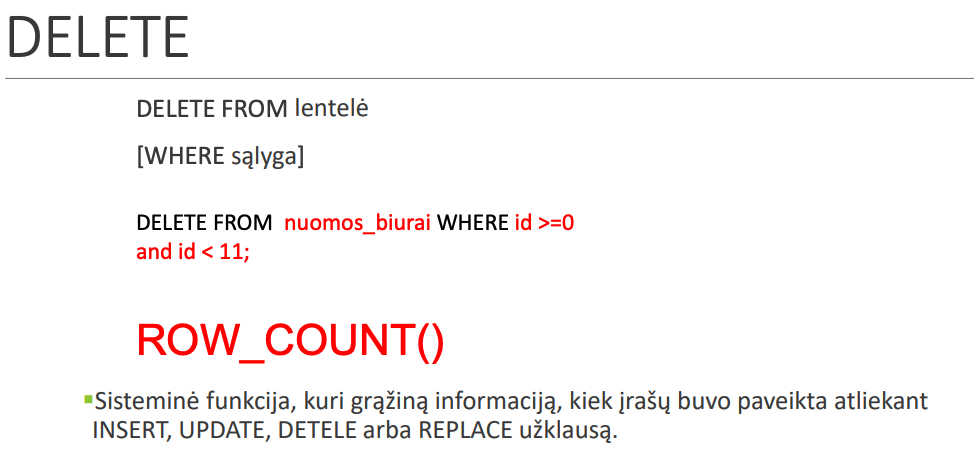 DELETE
DELETE FROM lentelė
[WHERE sąlyga]
DELETE FROM nuomos_biurai WHERE id >=0
and id < 11;
ROW_COUNT()
▪Sisteminė funkcija, kuri grąžiną informaciją, kiek įrašų buvo paveikta atliekant
INSERT, UPDATE, DETELE arba REPLACE užklausą.